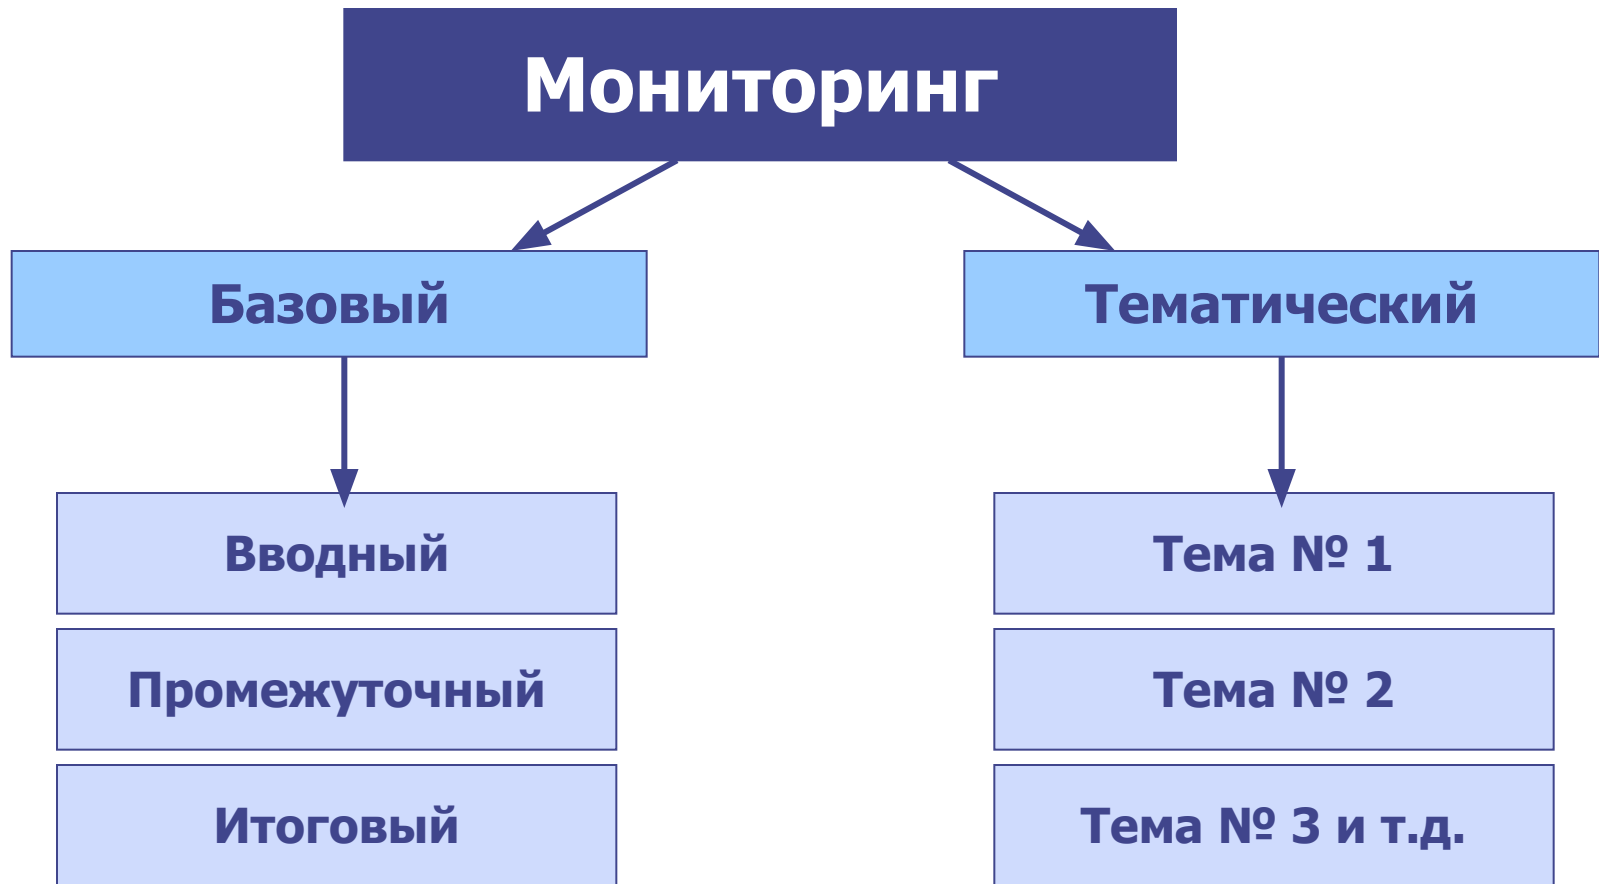 Мониторинг
Базовый
Тематический
Вводный
Промежуточный
Итоговый
Тема № 1
Тема № 2
Тема № 3 и т.д.